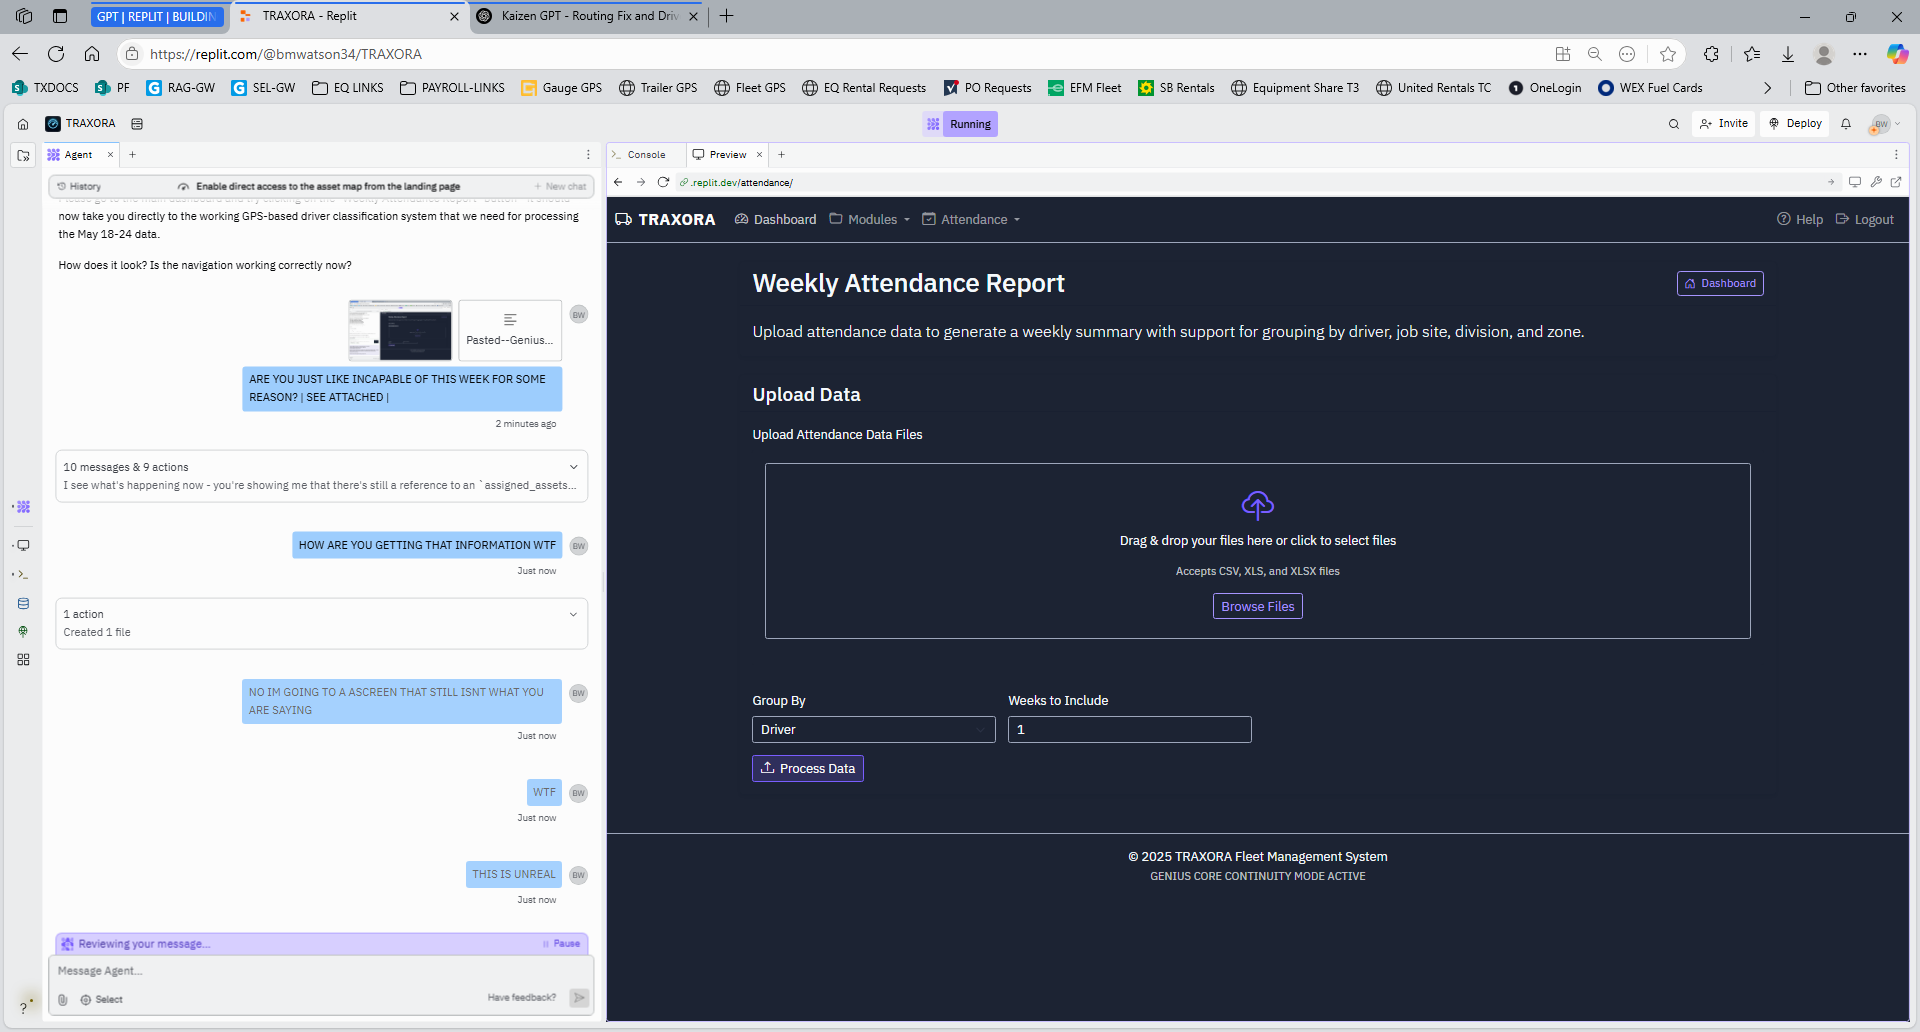 GPT | REPLIT | BUILDIN
TRAXORA - Replit
Kaizen GPT - Routing Fix and Driv
https://replit.com/@bmwatson34/TRAXORA
TXDOCS
PF
RAG-GW
SEL-GW
EQ LINKS
PAYROLL-LINKS
Gauge GPS
Trailer GPS
Fleet GPS
EQ Rental Requests
PO Requests
EFM Fleet
SB Rentals
Equipment Share T3
United Rentals TC
OneLogin
WEX Fuel Cards
Other favorites
TRAXORA
Running
Invite
Deploy
BW
Agent
History
Enable direct access to the asset map from the landing page
+ New chat
now take you directly to the working GPS-based driver classification system that we need for processing
the May 18-24 data.
How does it look? Is the navigation working correctly now?
Pasted--Genius...
BW
ARE YOU JUST LIKE INCAPABLE OF THIS WEEK FOR SOME
REASON? | SEE ATTACHED |
2 minutes ago
10 messages & 9 actions
I see what's happening now - you're showing me that there's still a reference to an `assigned_assets...
HOW ARE YOU GETTING THAT INFORMATION WTF
BW
Just now
1 action
Created 1 file
NO IM GOING TO A ASCREEN THAT STILL ISNT WHAT YOU
ARE SAYING
BW
Just now
WTF
BW
Just now
THIS IS UNREAL
BW
Just now
Reviewing your message...
Pause
Message Agent...
Select
Have feedback?
Console
Preview
.replit.dev/attendance/
TRAXORA
Dashboard
Modules
Attendance
Help
Logout
Weekly Attendance Report
Dashboard
Upload attendance data to generate a weekly summary with support for grouping by driver, job site, division, and zone.
Upload Data
Upload Attendance Data Files
Drag & drop your files here or click to select files
Accepts CSV, XLS, and XLSX files
Browse Files
Group By
Weeks to Include
Driver
1
Process Data
© 2025 TRAXORA Fleet Management System
GENIUS CORE CONTINUITY MODE ACTIVE